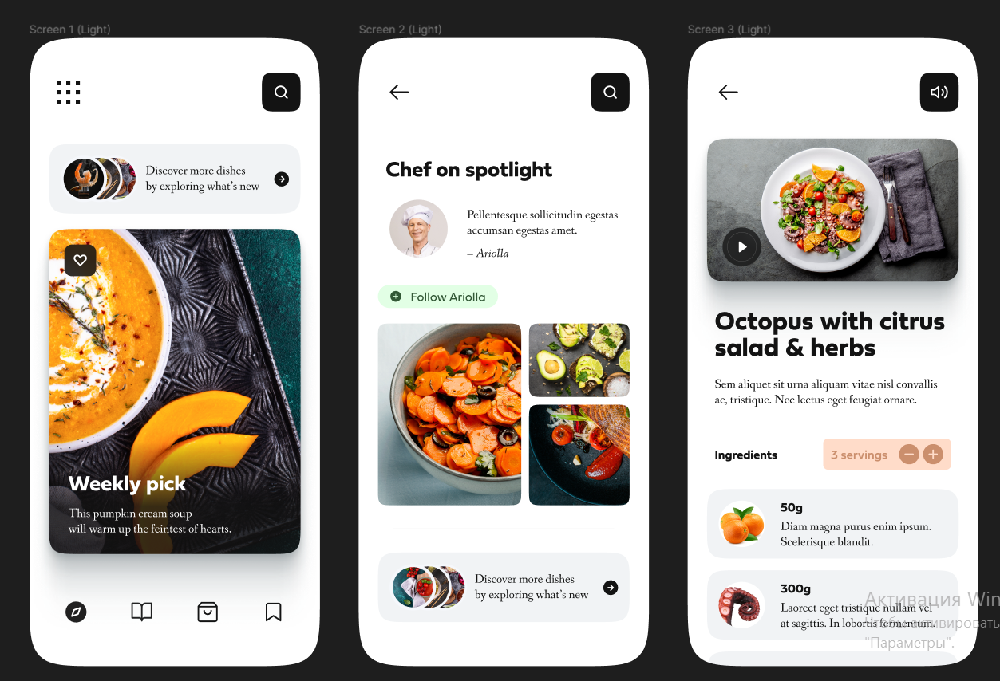 Screen 1 (Light)
Discover more dishes
by exploring what's new
Weekly pick
This pumpkin cream soup
will warm up the feintest of hearts.
Screen 2 (Light)
Chef on spotlight
Pellentesque sollicitudin egestas
accumsan egestas amet.
– Ariolla
Follow Ariolla
Discover more dishes
by exploring what's new
Screen 3 (Light)
Octopus with citrus
salad & herbs
Sem aliquet sit urna aliquam vitae nisl convallis
ac, tristique. Nec lectus eget feugiat ornare.
Ingredients
3 servings
50g
Diam magna purus enim ipsum.
Scelerisque blandit.
300g
Laoreet eget tristique nullam vel
at sagittis. In lobortis fermentum.
Активация Win
Чтобы активировать
"Параметры".